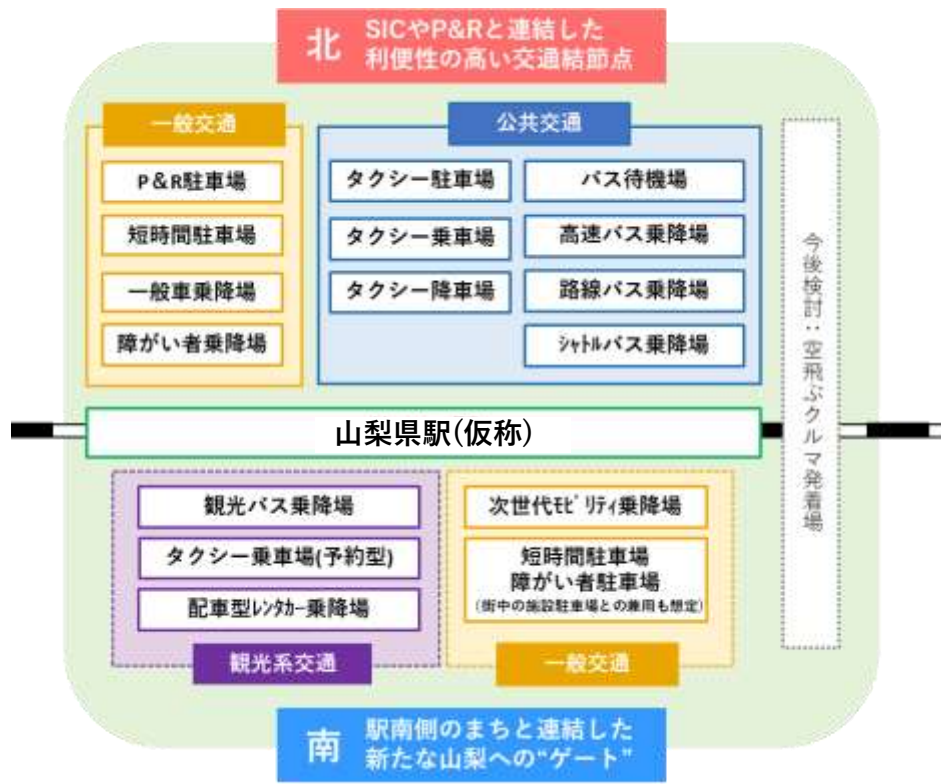 北
SICやP&Rと連結した
利便性の高い交通結節点
一般交通
P&R駐車場
短時間駐車場
一般車乗降場
障がい者乗降場
公共交通
タクシー駐車場
タクシー乗車場
タクシー降車場
バス待機場
高速バス乗降場
路線バス乗降場
ｼｬﾄﾙバス乗降場
今後検討：空飛ぶクルマ発着場
山梨県駅(仮称)
観光バス乗降場
タクシー乗車場(予約型)
配車型ﾚﾝﾀｶｰ乗降場
観光系交通
次世代ﾓﾋﾞﾘﾃｨ乗降場
短時間駐車場
障がい者駐車場
(街中の施設駐車場との兼用も想定)
一般交通
南
駅南側のまちと連結した
新たな山梨への“ゲート”